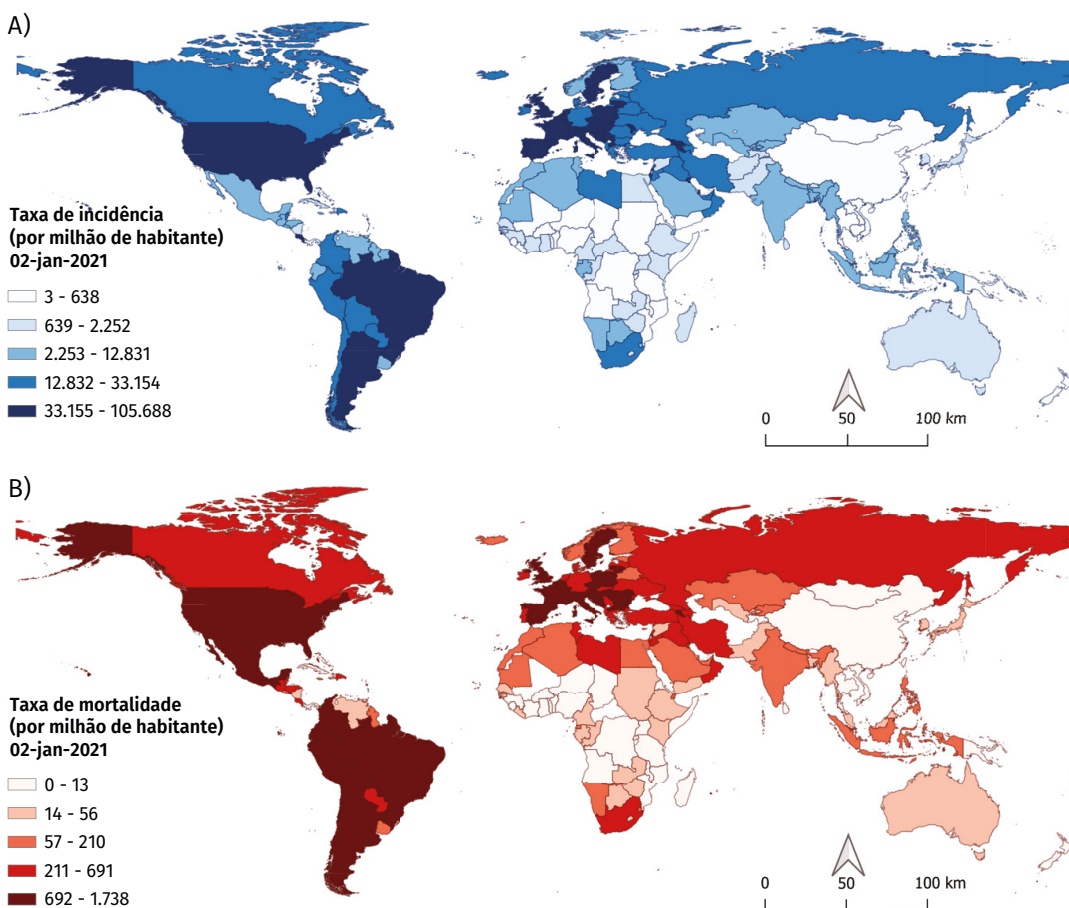 A)
Taxa de incidência
(por milhão de habitante)
02-jan-2021
3 - 638
639 - 2.252
2.253 - 12.831
12.832 - 33.154
33.155 - 105.688
0 50 100 km
B)
Taxa de mortalidade
(por milhão de habitante)
02-jan-2021
0 - 13
14 - 56
57 - 210
211 - 691
692 - 1.738
0 50 100 km